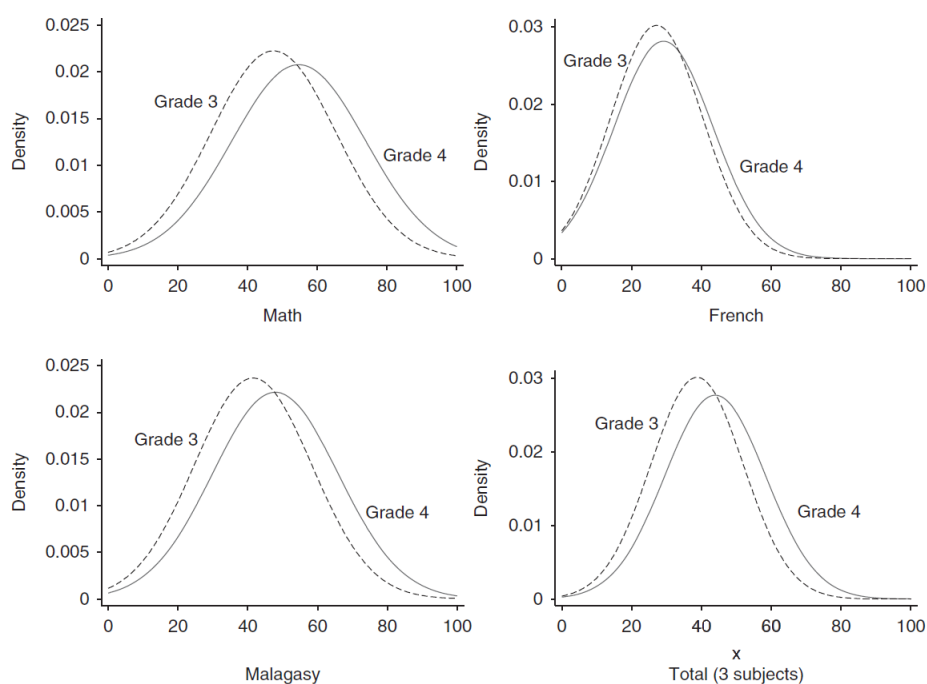 0.025
0.02
0.015
0.01
0.005
0
Density
Grade 3
Grade 4
0 20 40 60 80 100
Math
0.03
0.02
0.01
0
Density
Grade 3
Grade 4
0 20 40 60 80 100
French
0.025
0.02
0.015
0.01
0.005
0
Density
Grade 3
Grade 4
0 20 40 60 80 100
Malagasy
0.03
0.02
0.01
0
Density
Grade 3
Grade 4
0 20 40 60 80 100
x
Total (3 subjects)